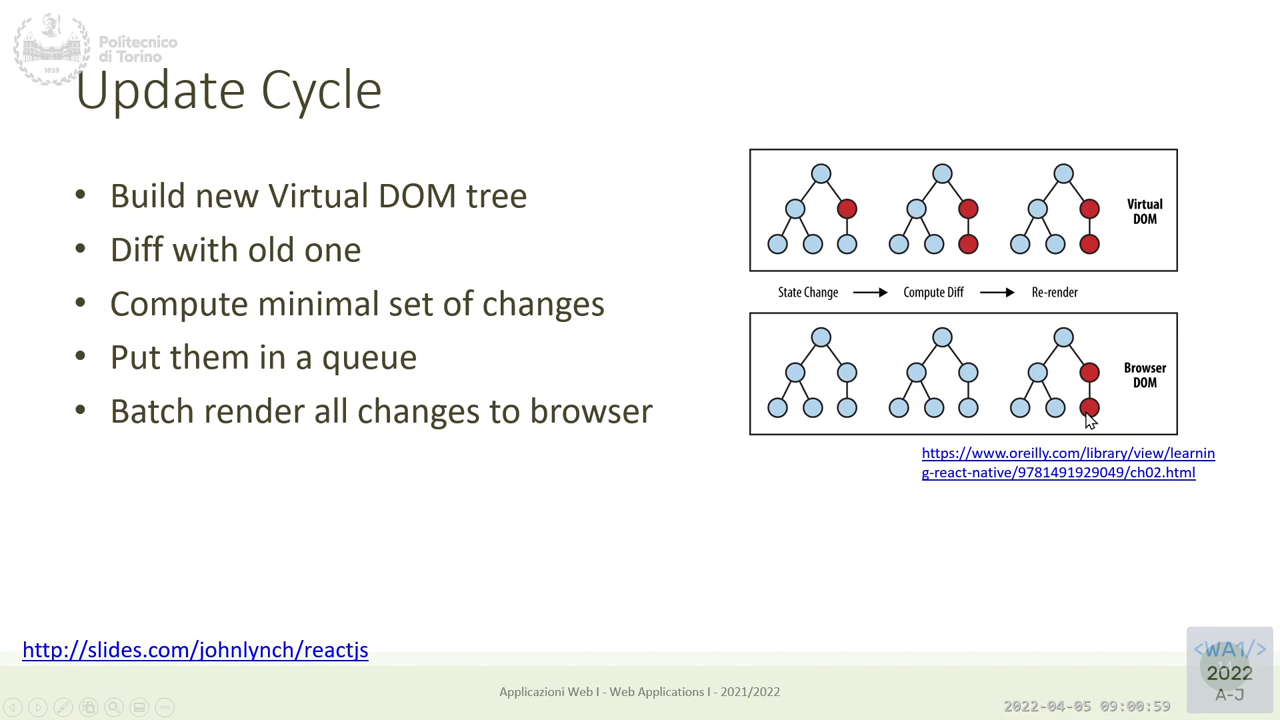 Politecnico
di Torino
1859
Update Cycle
• Build new Virtual DOM tree
• Diff with old one
• Compute minimal set of changes
• Put them in a queue
• Batch render all changes to browser
Virtual
DOM
State Change
Compute Diff
Re-render
Browser
DOM
https://www.oreilly.com/library/view/learnin
g-react-native/9781491929049/ch02.html
http://slides.com/johnlynch/reactjs
Applicazioni Web I - Web Applications I - 2021/2022
2022-04-05 09:00:59
<WA1/>
2022
A-J